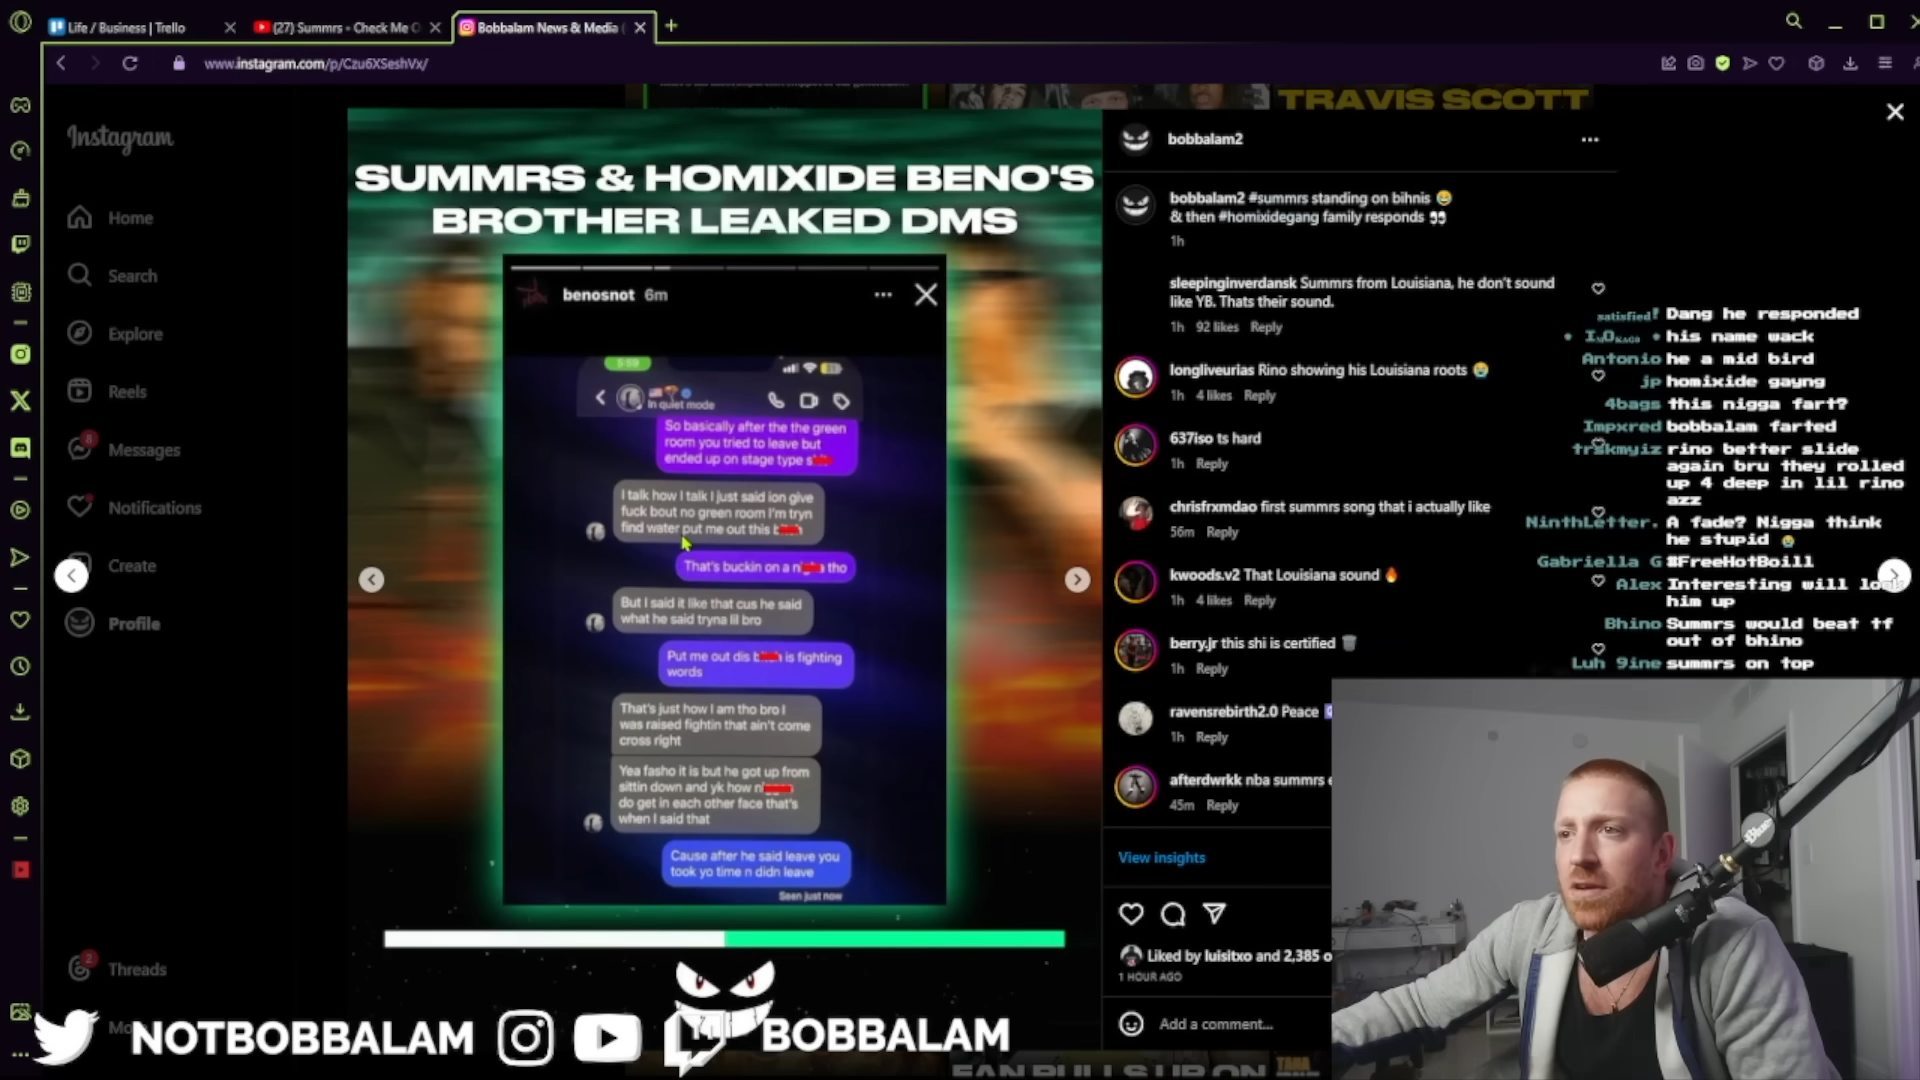 Life / Business | Trello
(27) Summrs - Check Me O
Bobbalam News & Media
www.instagram.com/p/Czu6XSeshVx/
TRAVIS SCOTT
Instagram
Home
Search
Explore
Reels
8
Messages
Notifications
Create
Profile
2
Threads
Mo
SUMMRS & HOMIXIDE BENO'S
BROTHER LEAKED DMS
benosnot 6m
5:59
In quiet mode
So basically after the the green
room you tried to leave but
ended up on stage type s
I talk how I talk I just said ion give
fuck bout no green room I'm tryn
find water put me out this b
That's buckin on a ni a tho
But I said it like that cus he said
what he said tryna lil bro
Put me out dis b h is fighting
words
That's just how I am tho bro I
was raised fightin that ain't come
cross right
Yea fasho it is but he got up from
sittin down and yk how ni
do get in each other face that's
when I said that
Cause after he said leave you
took yo time n didn leave
Seen just now
NOTBOBBALAM
BOBBALAM
bobbalam2
bobbalam2 #summrs standing on bihnis 😂
& then #homixidegang family responds 👀
1h
sleepinginverdansk Summrs from Louisiana, he don't sound
like YB. Thats their sound.
1h 92 likes Reply
longliveurias Rino showing his Louisiana roots 😭
1h 4 likes Reply
637iso ts hard
1h Reply
chrisfrxmdao first summrs song that i actually like
56m Reply
kwoods.v2 That Louisiana sound 🔥
1h 4 likes Reply
berry.jr this shi is certified 🗑️
1h Reply
ravensrebirth2.0 Peace
1h Reply
afterdwrkk nba summrs
45m Reply
View insights
Liked by luisitxo and 2,385 o
1 HOUR AGO
Add a comment...
satisfied! Dang he responded
his name wack
Antonio he a mid bird
jp homixide gayng
4bags this nigga fart?
Impxred bobbalam farted
trskmyiz rino better slide
again bru they rolled
up 4 deep in lil rino
azz
NinthLetter. A fade? Nigga think
he stupid 😭
Gabriella G #FreeHotBoill
Alex Interesting will look
him up
Bhino Summrs would beat tf
out of bhino
Luh 9ine summrs on top